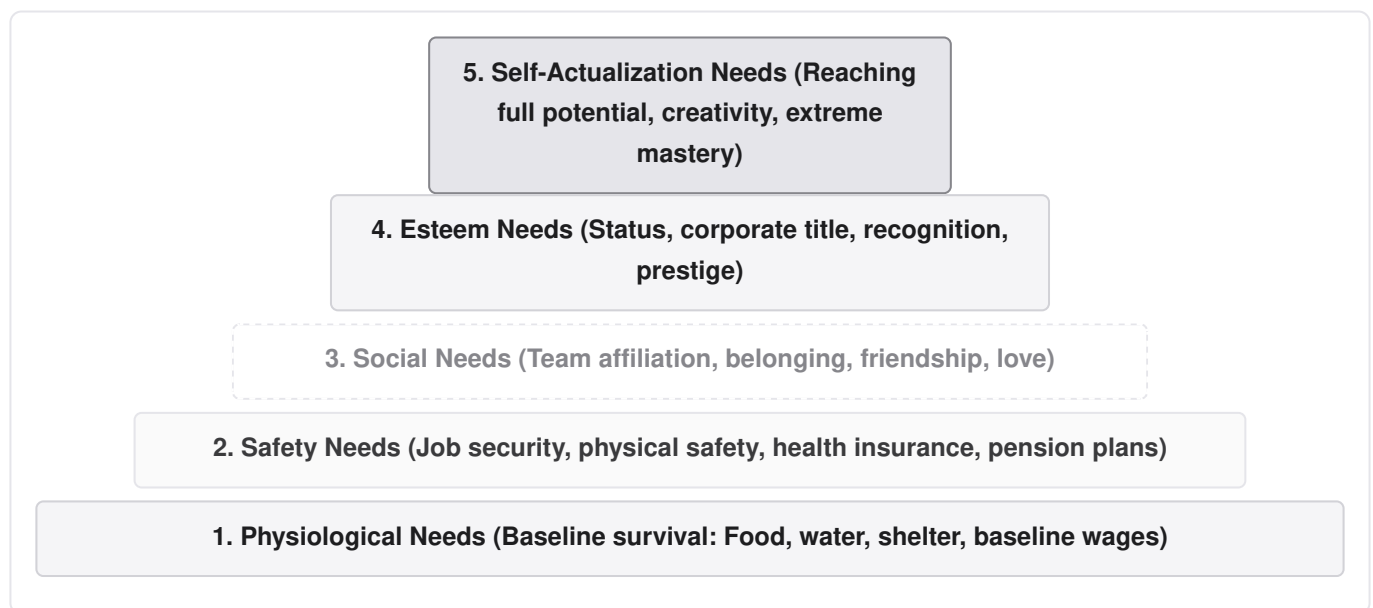 5. Self-Actualization Needs (Reaching
full potential, creativity, extreme
mastery)
4. Esteem Needs (Status, corporate title, recognition,
prestige)
3. Social Needs (Team affiliation, belonging, friendship, love)
2. Safety Needs (Job security, physical safety, health insurance, pension plans)
1. Physiological Needs (Baseline survival: Food, water, shelter, baseline wages)